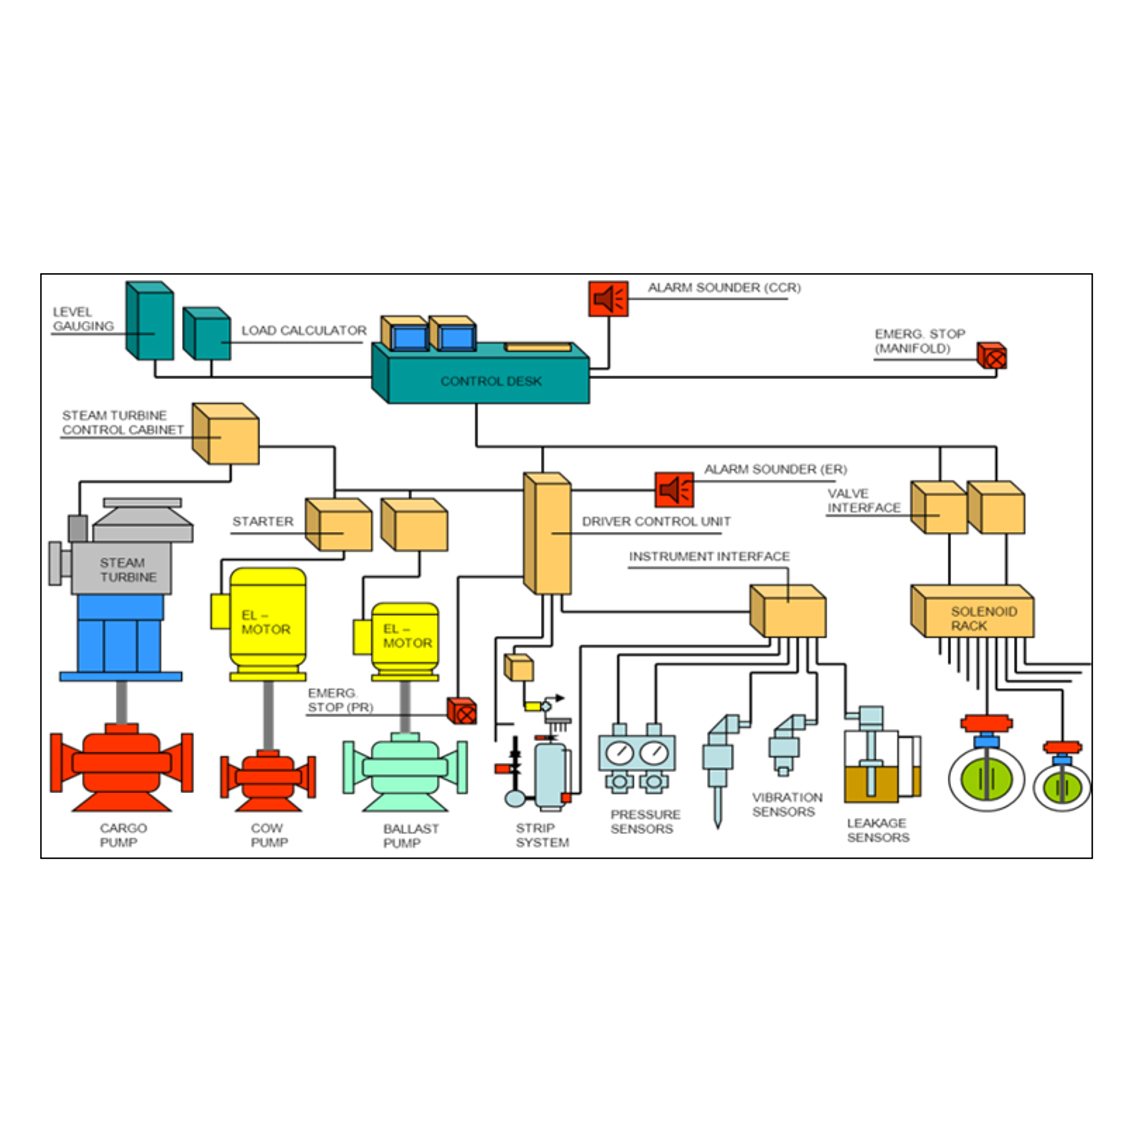 LEVEL
GAUGING
LOAD CALCULATOR
ALARM SOUNDER (CCR)
EMERG. STOP
(MANIFOLD)
CONTROL DESK
STEAM TURBINE
CONTROL CABINET
ALARM SOUNDER (ER)
VALVE
INTERFACE
STARTER
DRIVER CONTROL UNIT
INSTRUMENT INTERFACE
STEAM
TURBINE
EL –
MOTOR
EL –
MOTOR
SOLENOID
RACK
EMERG.
STOP (PR)
CARGO
PUMP
COW
PUMP
BALLAST
PUMP
STRIP
SYSTEM
PRESSURE
SENSORS
VIBRATION
SENSORS
LEAKAGE
SENSORS